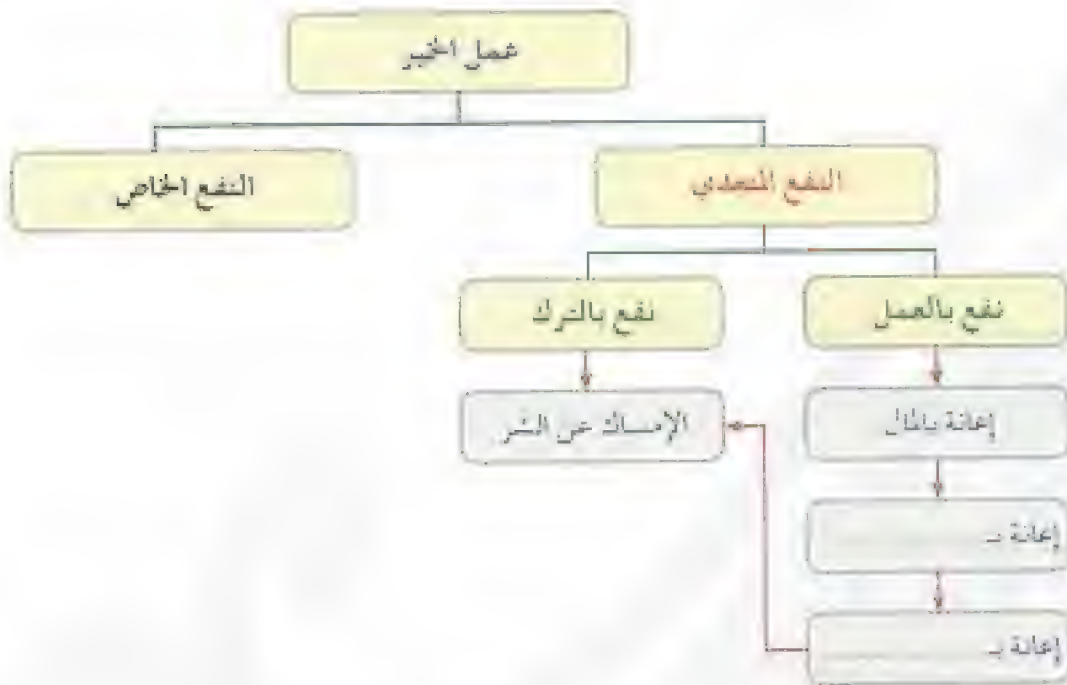 عمل الخير
النفع المتعدي
النفع الخاص
نفع بالعمل
نفع بالترك
إعانة بالمال
الإمساك عن الشر
إعانة بـ ..................
إعانة بـ ..................